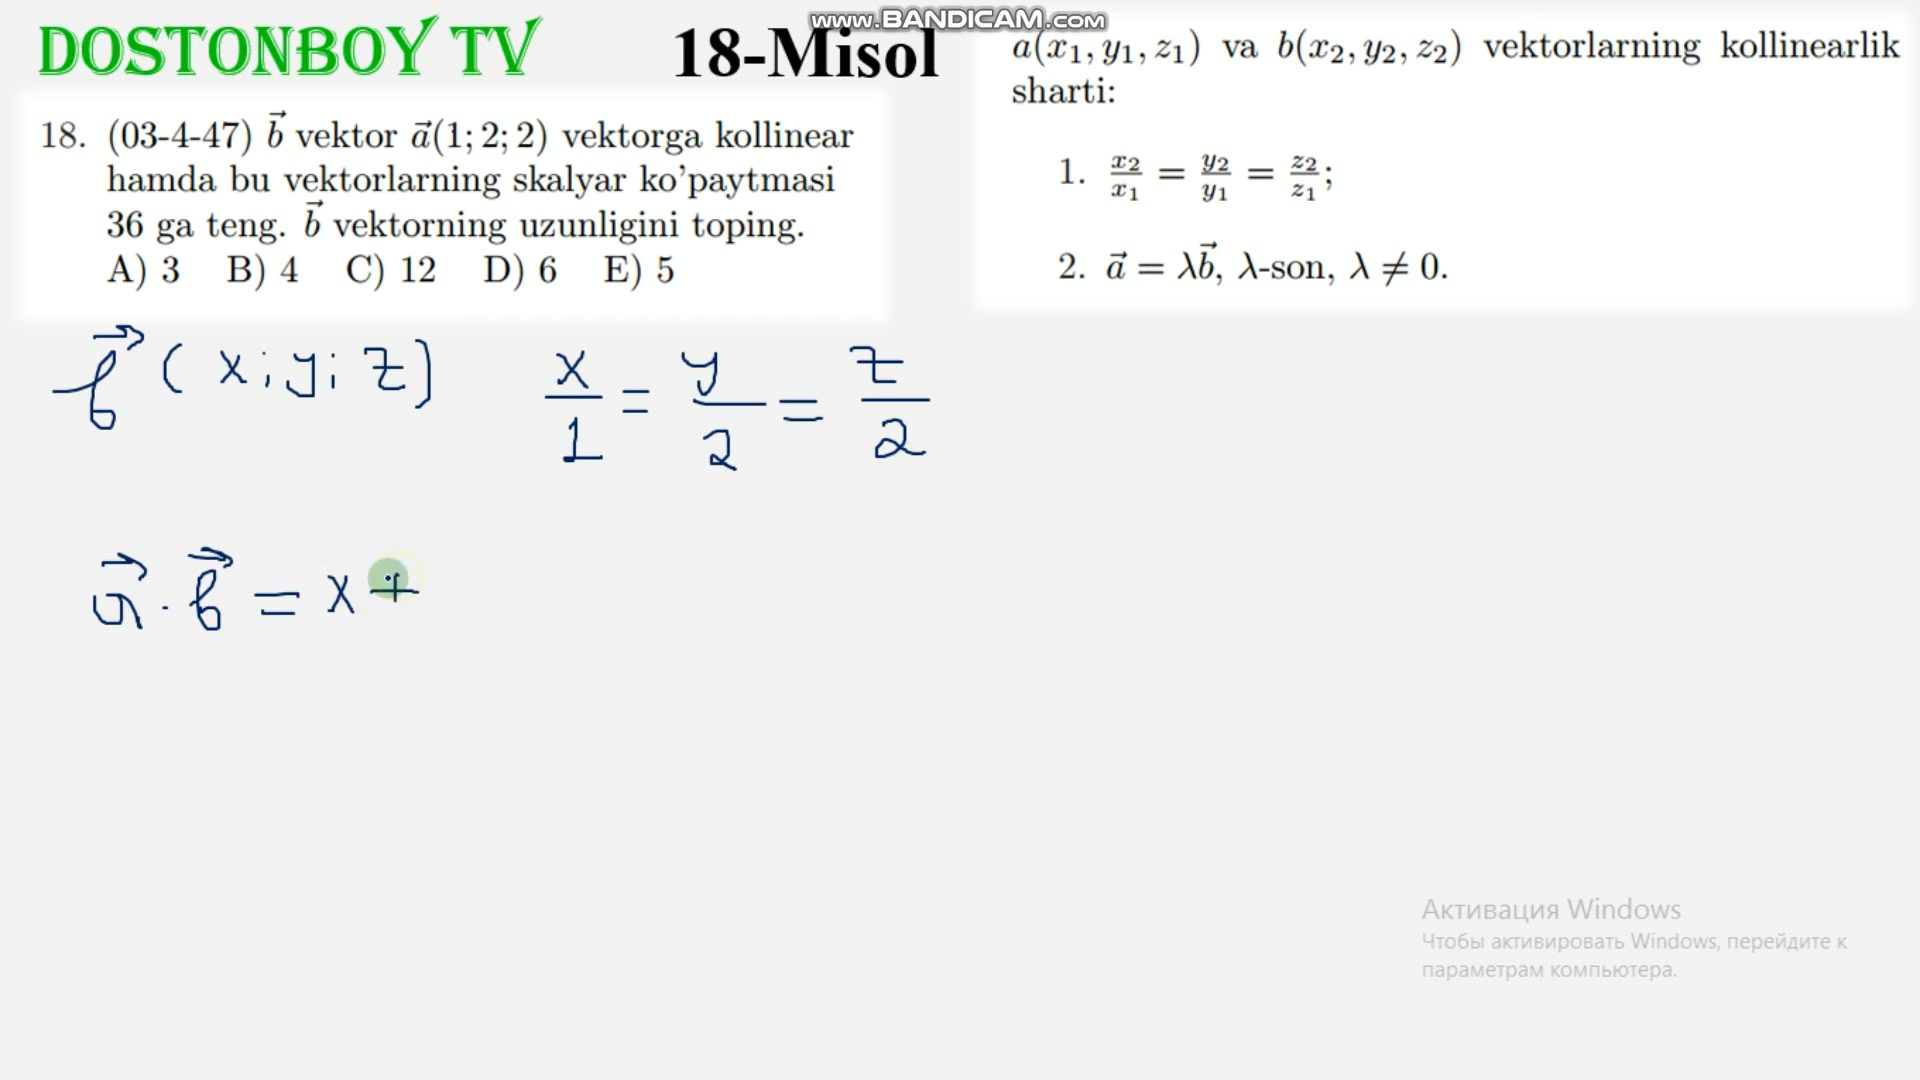 www.BANDICAM.com
DOSTONBOY TV
18-Misol
18. (03-4-47) b⃗ vektor a⃗(1; 2; 2) vektorga kollinear
hamda bu vektorlarning skalyar ko'paytmasi
36 ga teng. b⃗ vektorning uzunligini toping.
A) 3 B) 4 C) 12 D) 6 E) 5
a(x₁, y₁, z₁) va b(x₂, y₂, z₂) vektorlarning kollinearlik
sharti:
1. x₂/x₁ = y₂/y₁ = z₂/z₁;
2. a⃗ = λb⃗, λ-son, λ ≠ 0.
b⃗ (x; y; z) x/1 = y/2 = z/2
a⃗ · b⃗ = x +
Активация Windows
Чтобы активировать Windows, перейдите к
параметрам компьютера.